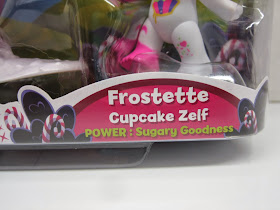 Frostette
Cupcake Zelf
POWER : Sugary Goodness